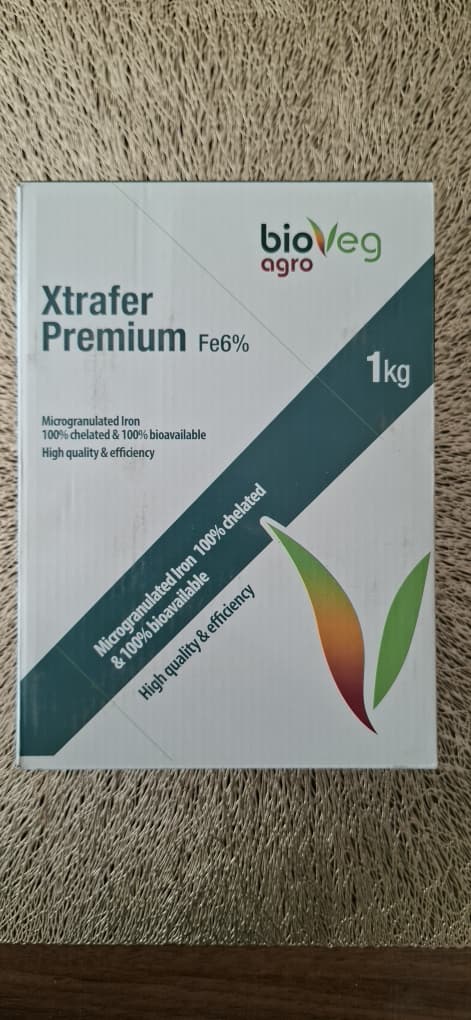 bioVeg
agro
Xtrafer
Premium Fe6%
1kg
Microgranulated Iron
100% chelated & 100% bioavailable
High quality & efficiency
Microgranulated Iron 100% chelated
& 100% bioavailable
High quality & efficiency